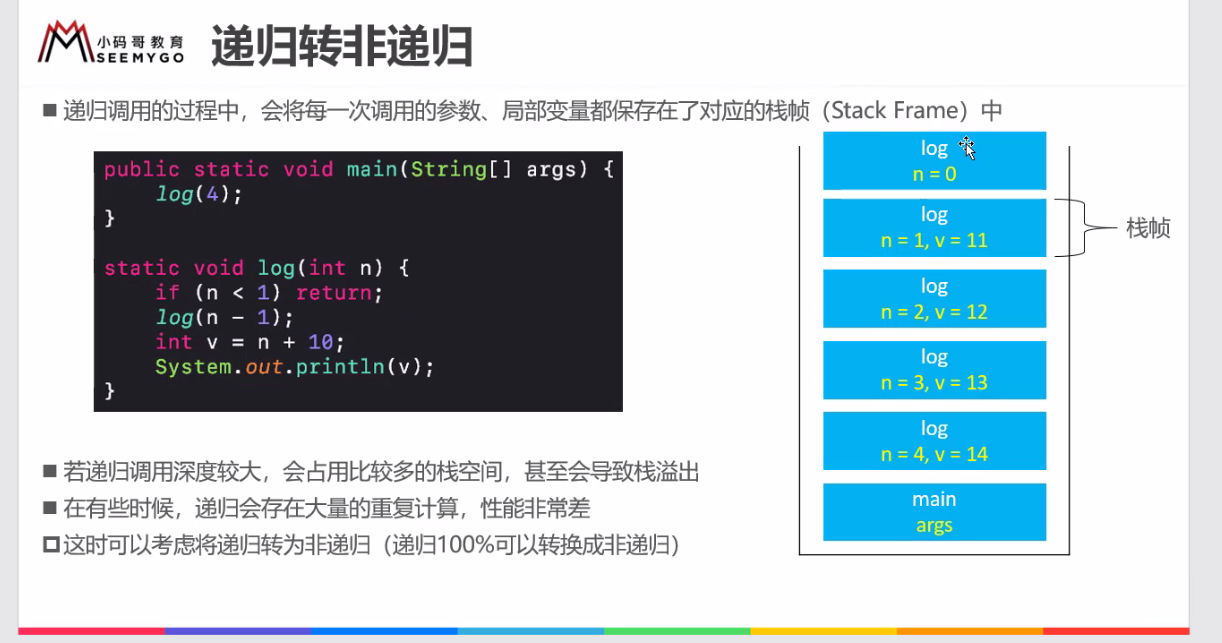 小码哥教育
SEEMYGO
递归转非递归
■ 递归调用的过程中，会将每一次调用的参数、局部变量都保存在了对应的栈帧（Stack Frame）中
public static void main(String[] args) {
    log(4);
}
static void log(int n) {
    if (n < 1) return;
    log(n - 1);
    int v = n + 10;
    System.out.println(v);
}
log
n = 0
log
n = 1, v = 11
栈帧
log
n = 2, v = 12
log
n = 3, v = 13
log
n = 4, v = 14
main
args
■ 若递归调用深度较大，会占用比较多的栈空间，甚至会导致栈溢出
■ 在有些时候，递归会存在大量的重复计算，性能非常差
□ 这时可以考虑将递归转为非递归（递归100%可以转换成非递归）